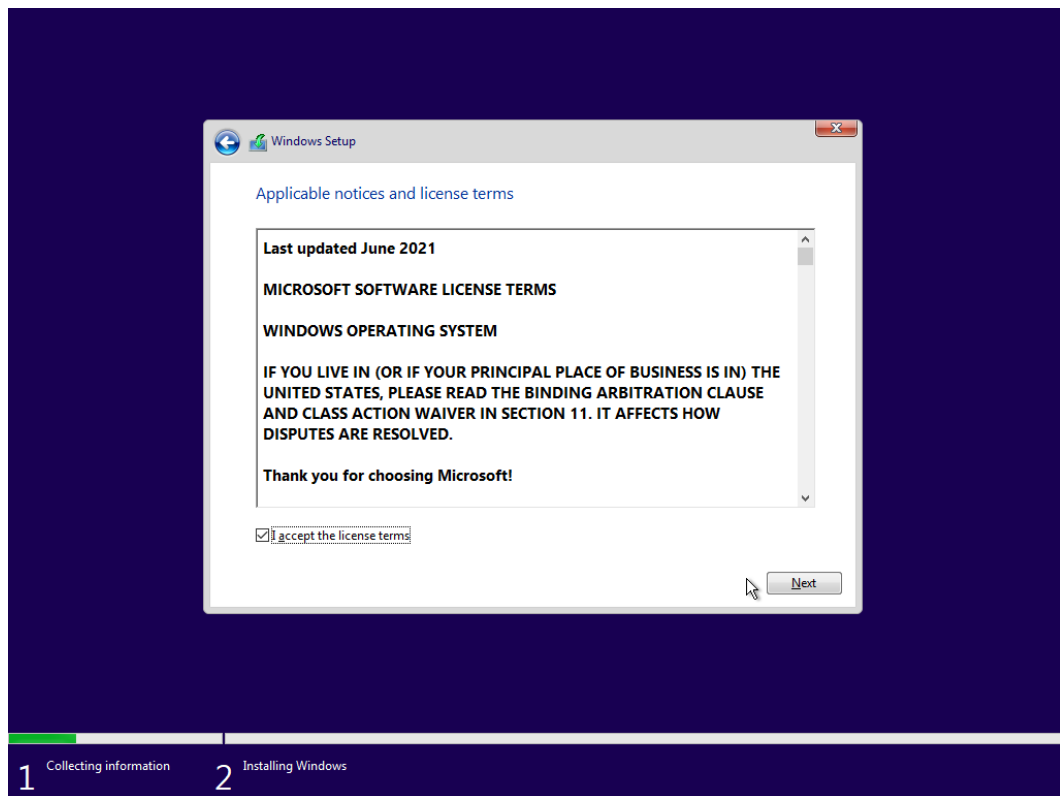 Windows Setup
Applicable notices and license terms
Last updated June 2021
MICROSOFT SOFTWARE LICENSE TERMS
WINDOWS OPERATING SYSTEM
IF YOU LIVE IN (OR IF YOUR PRINCIPAL PLACE OF BUSINESS IS IN) THE
UNITED STATES, PLEASE READ THE BINDING ARBITRATION CLAUSE
AND CLASS ACTION WAIVER IN SECTION 11. IT AFFECTS HOW
DISPUTES ARE RESOLVED.
Thank you for choosing Microsoft!
I accept the license terms
Next
1 Collecting information
2 Installing Windows